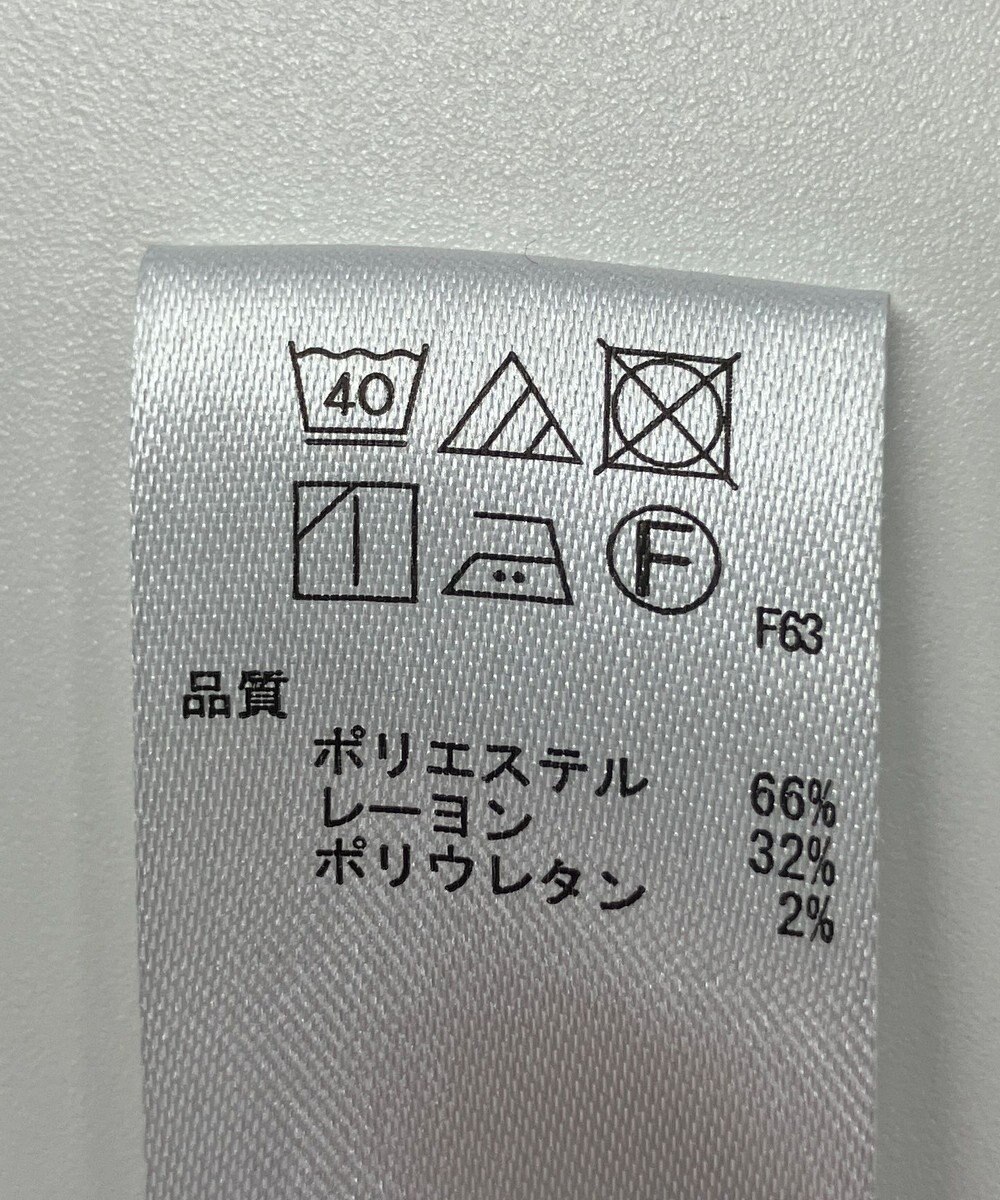 40
F
F63
品質
ポリエステル 66%
レーヨン 32%
ポリウレタン 2%